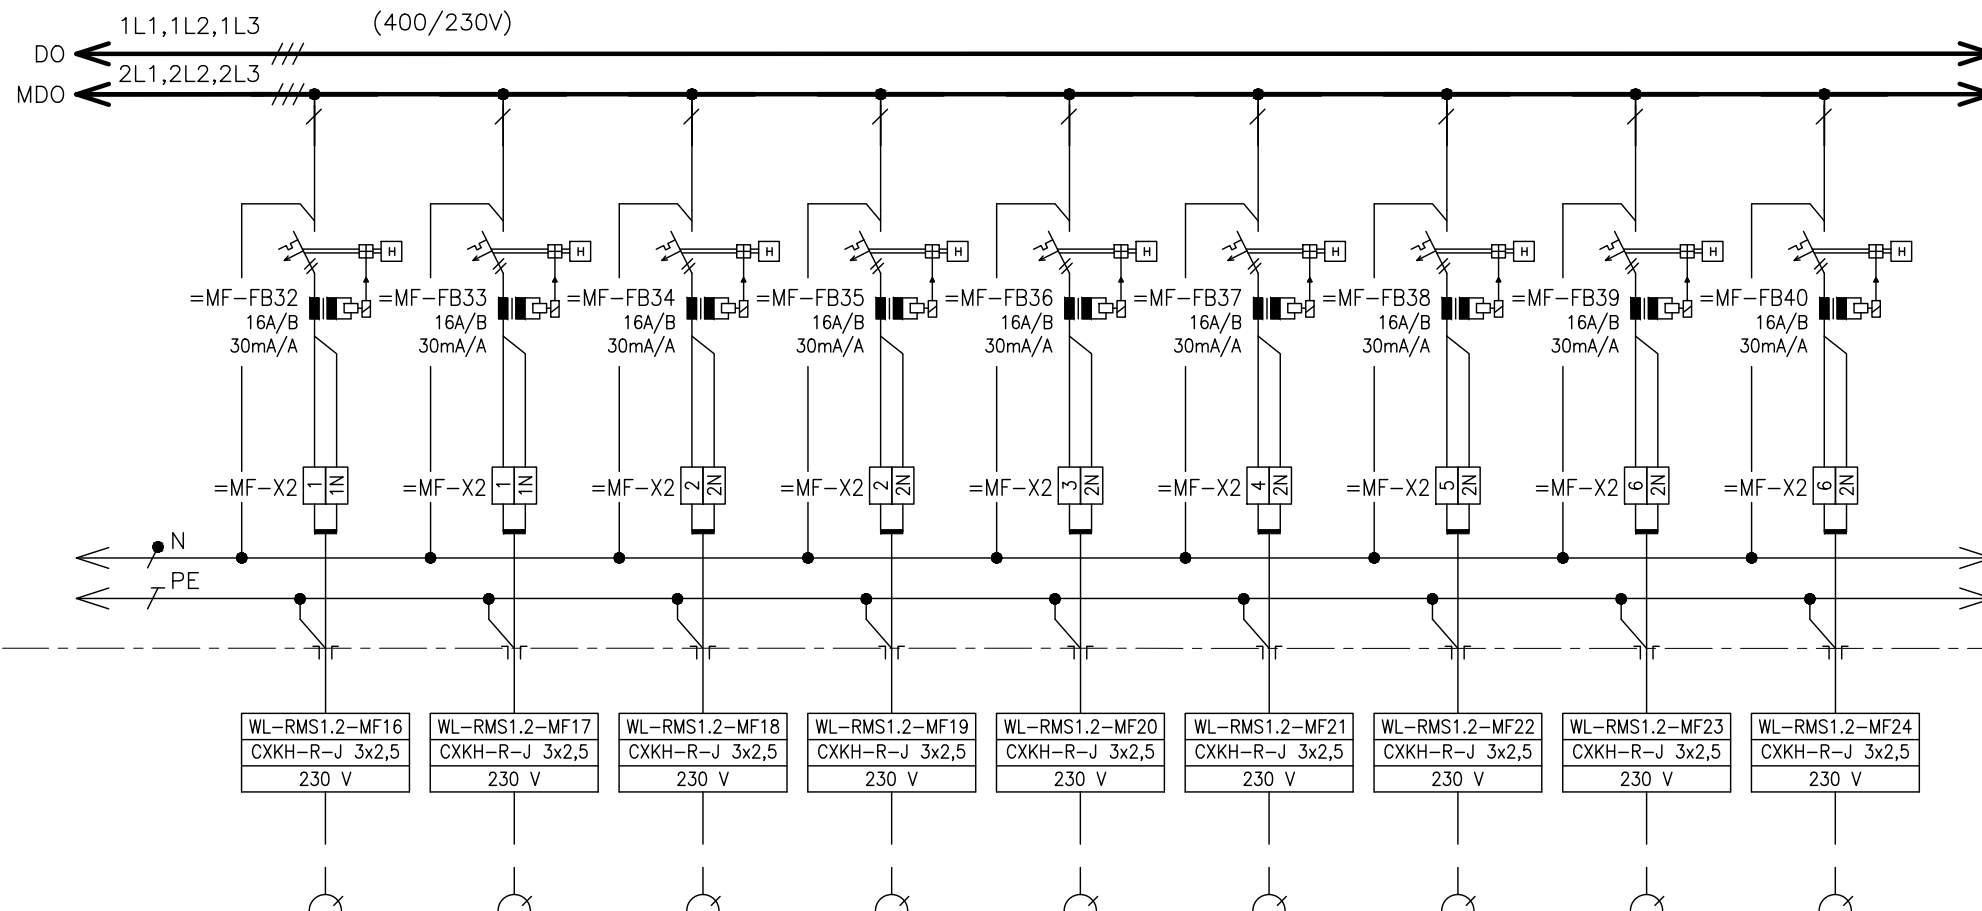 1L1,1L2,1L3 (400/230V)
DO
2L1,2L2,2L3
MDO
H H H H H H H H H
=MF-FB32 =MF-FB33 =MF-FB34 =MF-FB35 =MF-FB36 =MF-FB37 =MF-FB38 =MF-FB39 =MF-FB40
16A/B 16A/B 16A/B 16A/B 16A/B 16A/B 16A/B 16A/B 16A/B
30mA/A 30mA/A 30mA/A 30mA/A 30mA/A 30mA/A 30mA/A 30mA/A 30mA/A
=MF-X2 1 1N =MF-X2 1 1N =MF-X2 2 2N =MF-X2 2 2N =MF-X2 3 2N =MF-X2 4 2N =MF-X2 5 2N =MF-X2 6 2N =MF-X2 6 2N
N
PE
WL-RMS1.2-MF16 WL-RMS1.2-MF17 WL-RMS1.2-MF18 WL-RMS1.2-MF19 WL-RMS1.2-MF20 WL-RMS1.2-MF21 WL-RMS1.2-MF22 WL-RMS1.2-MF23 WL-RMS1.2-MF24
CXKH-R-J 3x2,5 CXKH-R-J 3x2,5 CXKH-R-J 3x2,5 CXKH-R-J 3x2,5 CXKH-R-J 3x2,5 CXKH-R-J 3x2,5 CXKH-R-J 3x2,5 CXKH-R-J 3x2,5 CXKH-R-J 3x2,5
230 V 230 V 230 V 230 V 230 V 230 V 230 V 230 V 230 V